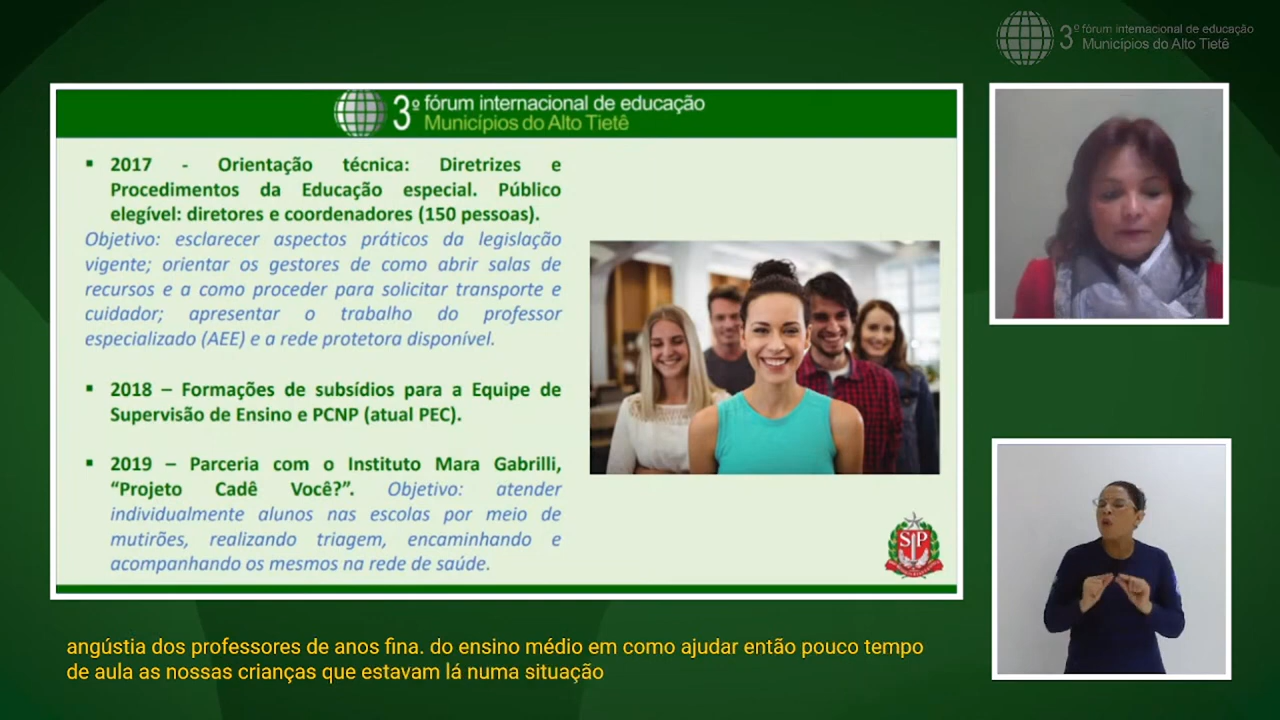 3º fórum internacional de educação
Municípios do Alto Tietê
3º fórum internacional de educação
Municípios do Alto Tietê
▪ 2017 - Orientação técnica: Diretrizes e
Procedimentos da Educação especial. Público
elegível: diretores e coordenadores (150 pessoas).
Objetivo: esclarecer aspectos práticos da legislação
vigente; orientar os gestores de como abrir salas de
recursos e a como proceder para solicitar transporte e
cuidador; apresentar o trabalho do professor
especializado (AEE) e a rede protetora disponível.
▪ 2018 – Formações de subsídios para a Equipe de
Supervisão de Ensino e PCNP (atual PEC).
▪ 2019 – Parceria com o Instituto Mara Gabrilli,
“Projeto Cadê Você?”. Objetivo: atender
individualmente alunos nas escolas por meio de
mutirões, realizando triagem, encaminhando e
acompanhando os mesmos na rede de saúde.
SP
angústia dos professores de anos fina. do ensino médio em como ajudar então pouco tempo
de aula as nossas crianças que estavam lá numa situação